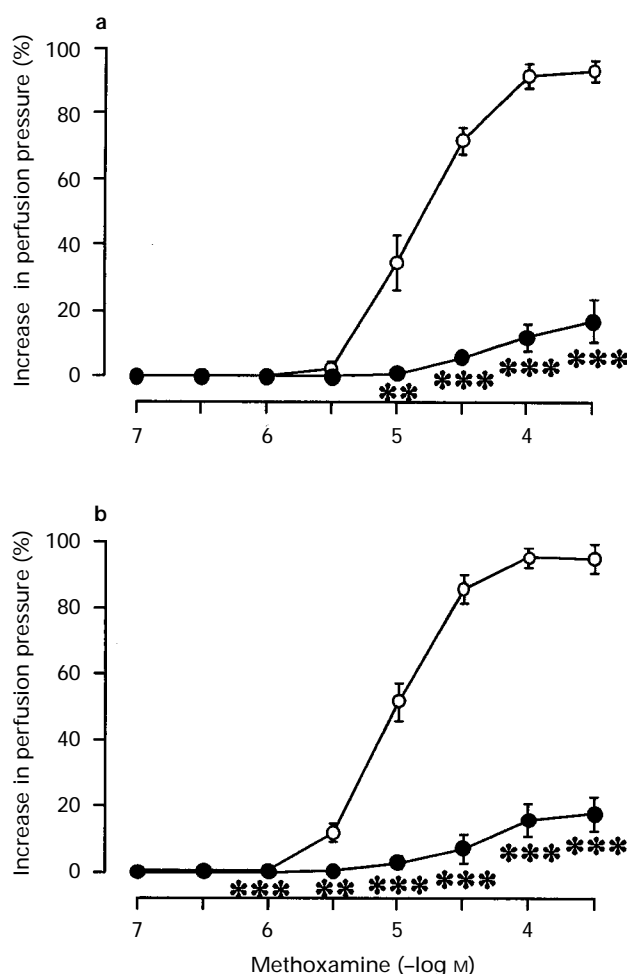 a
Increase in perfusion pressure (%)
100
80
60
40
20
0
** *** *** ***
7 6 5 4
b
Increase in perfusion pressure (%)
100
80
60
40
20
0
*** ** *** *** *** ***
7 6 5 4
Methoxamine (–log M)